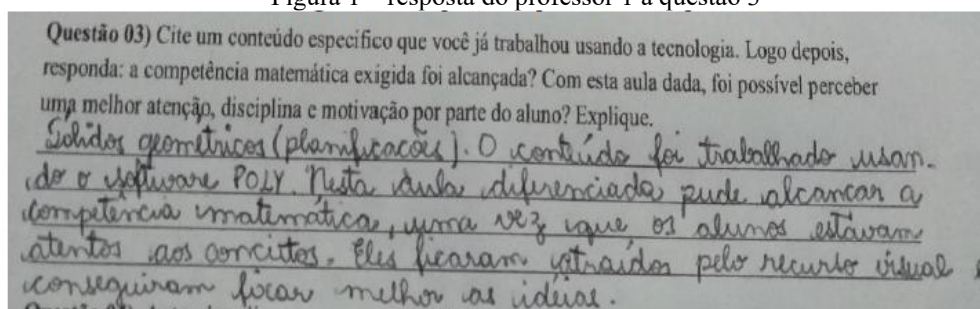 Figura 1 – resposta do professor 1 à questão 3
Questão 03) Cite um conteúdo especifico que você já trabalhou usando a tecnologia. Logo depois,
responda: a competência matemática exigida foi alcançada? Com esta aula dada, foi possível perceber
uma melhor atenção, disciplina e motivação por parte do aluno? Explique.
Sólidos geométricos (planificações). O conteúdo foi trabalhado usan-
do o software POLY. Nesta aula diferenciada pude alcançar a
competência matemática, uma vez que os alunos estavam
atentos aos conceitos. Eles ficaram atraídos pelo recurso visual e
conseguiram focar melhor as idéias.